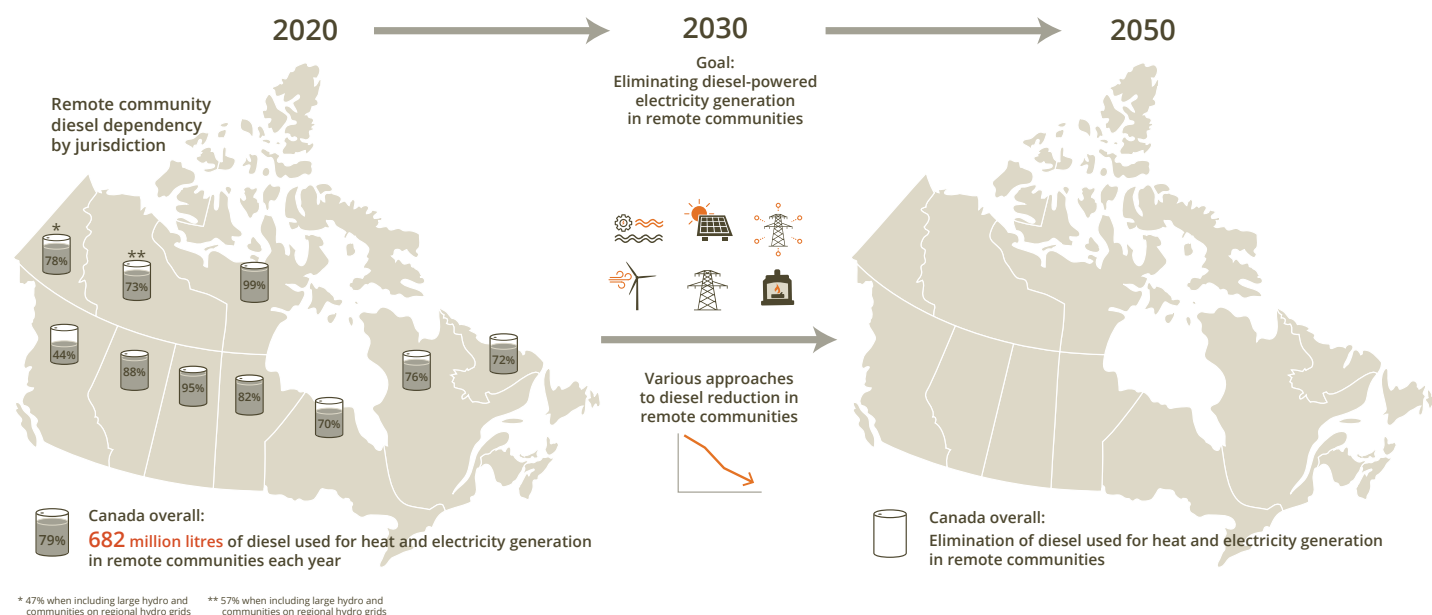 2020
2030
2050
Goal:
Eliminating diesel-powered
electricity generation
in remote communities
Remote community
diesel dependency
by jurisdiction
*
78%
**
73%
99%
44%
88%
95%
82%
70%
76%
72%
Various approaches
to diesel reduction in
remote communities
79%
Canada overall:
682 million litres of diesel used for heat and electricity generation
in remote communities each year
Canada overall:
Elimination of diesel used for heat and electricity generation
in remote communities
* 47% when including large hydro and
communities on regional hydro grids
** 57% when including large hydro and
communities on regional hydro grids